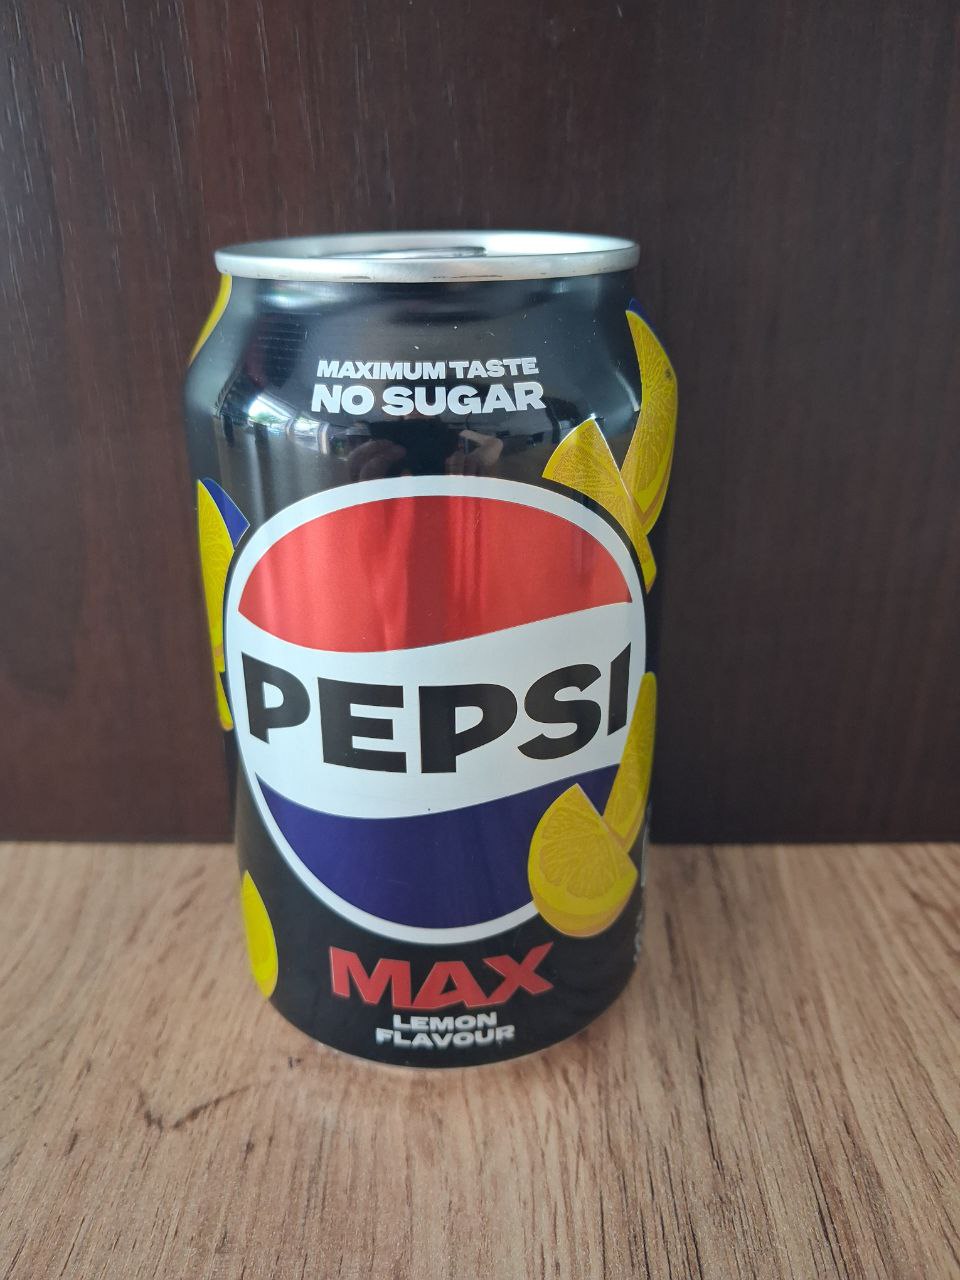 MAXIMUM TASTE
NO SUGAR
PEPSI
MAX
LEMON
FLAVOUR